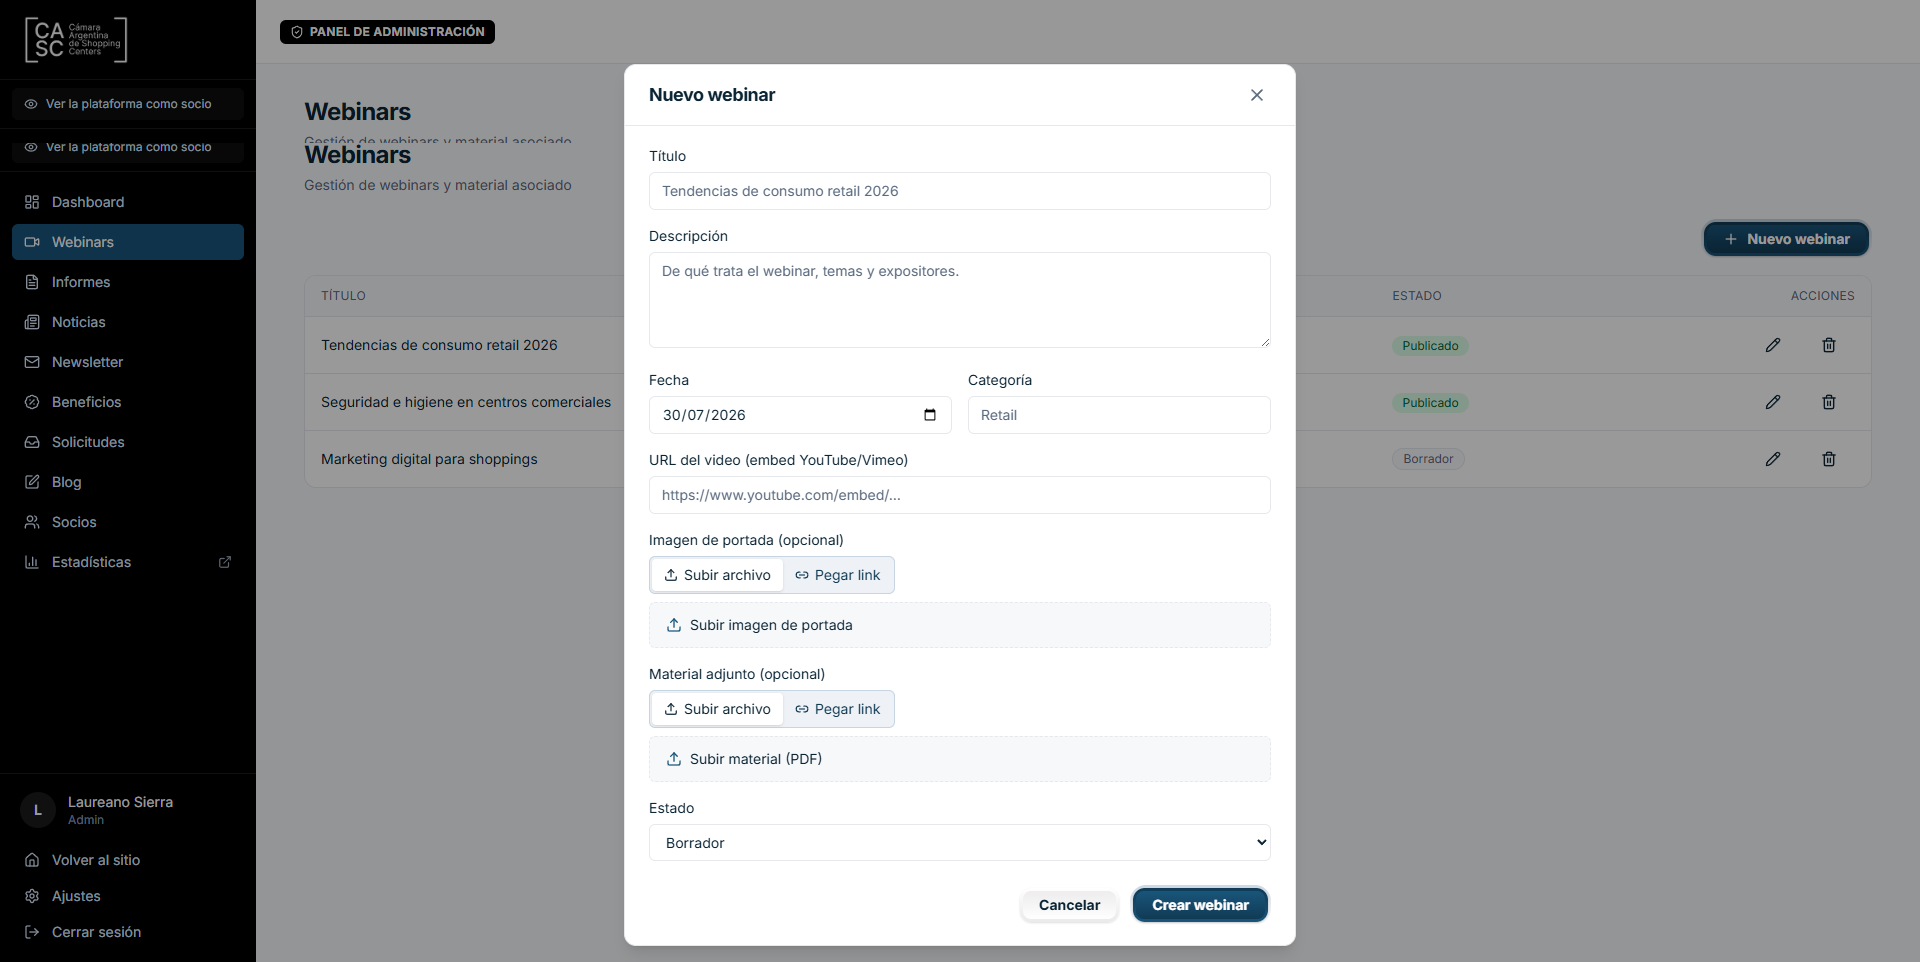 CA
SC
Cámara
Argentina
de Shopping
Centers
Ver la plataforma como socio
Ver la plataforma como socio
Dashboard
Webinars
Informes
Noticias
Newsletter
Beneficios
Solicitudes
Blog
Socios
Estadísticas
L
Laureano Sierra
Admin
Volver al sitio
Ajustes
Cerrar sesión
PANEL DE ADMINISTRACIÓN
Webinars
Gestión de webinars y material asociado
Webinars
Gestión de webinars y material asociado
Nuevo webinar
TÍTULO
ESTADO
ACCIONES
Tendencias de consumo retail 2026
Publicado
Seguridad e higiene en centros comerciales
Publicado
Marketing digital para shoppings
Borrador
Nuevo webinar
Título
Tendencias de consumo retail 2026
Descripción
De qué trata el webinar, temas y expositores.
Fecha
Categoría
30/07/2026
Retail
URL del video (embed YouTube/Vimeo)
https://www.youtube.com/embed/...
Imagen de portada (opcional)
Subir archivo
Pegar link
Subir imagen de portada
Material adjunto (opcional)
Subir archivo
Pegar link
Subir material (PDF)
Estado
Borrador
Cancelar
Crear webinar